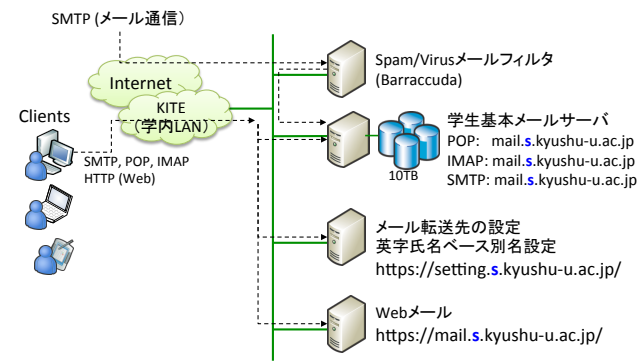 SMTP (メール通信)
Spam/Virusメールフィルタ
(Barraccuda)
Internet
KITE
(学内LAN)
Clients
SMTP, POP, IMAP
HTTP (Web)
学生基本メールサーバ
POP: mail.s.kyushu-u.ac.jp
IMAP: mail.s.kyushu-u.ac.jp
SMTP: mail.s.kyushu-u.ac.jp
10TB
メール転送先の設定
英字氏名ベース別名設定
https://setting.s.kyushu-u.ac.jp/
Webメール
https://mail.s.kyushu-u.ac.jp/